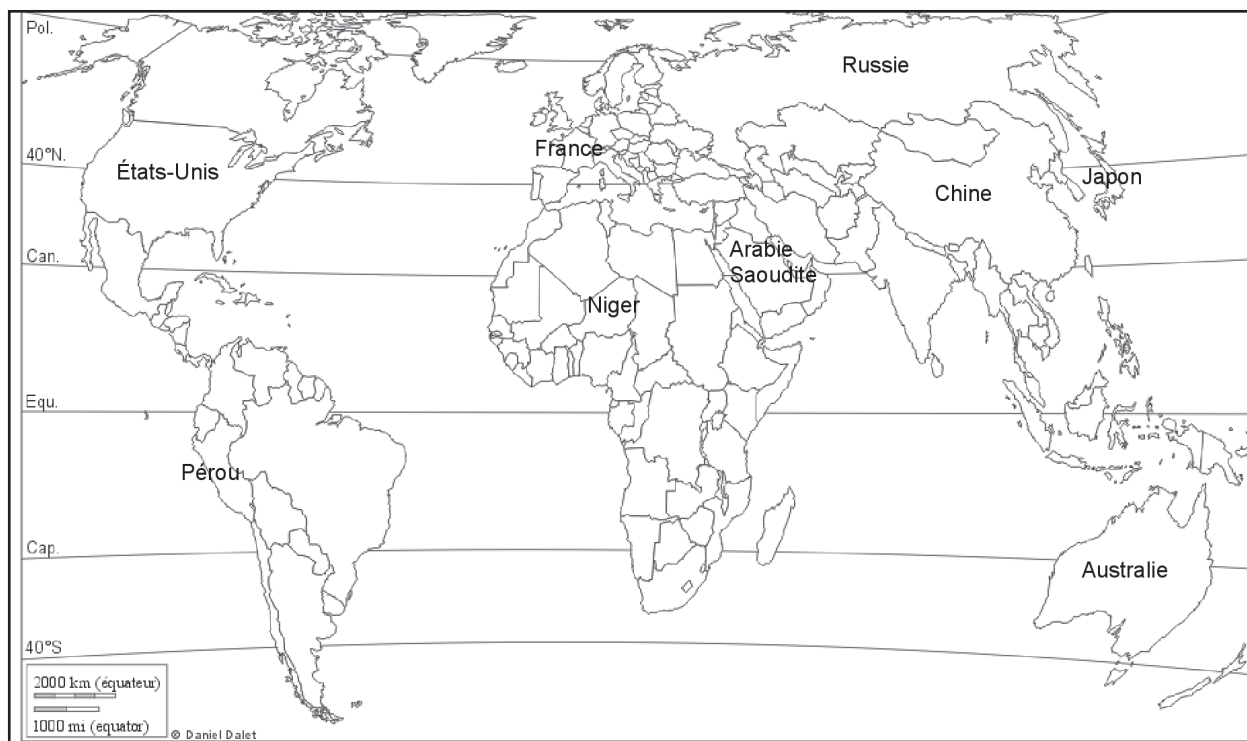 Pol.
Russie
France
40°N.
États-Unis
Japon
Chine
Can.
Arabie
Saoudite
Niger
Equ.
Pérou
Cap.
Australie
40°S
2000 km (équateur)
1000 mi (equator)
© Daniel Dalet